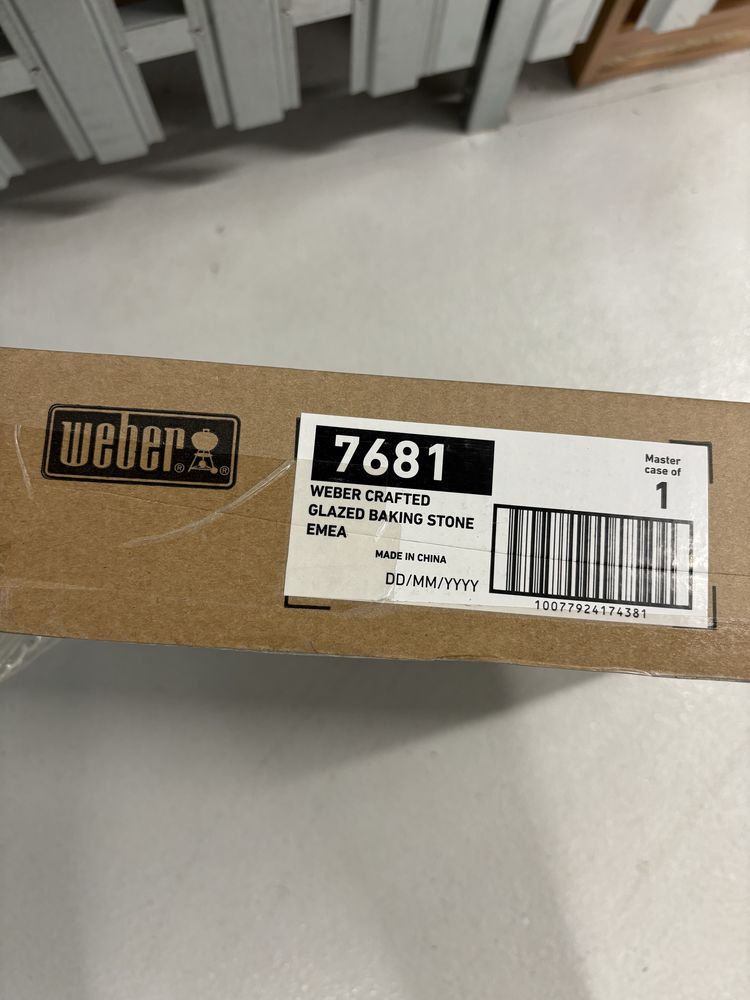 weber®®
7681
WEBER CRAFTED
GLAZED BAKING STONE
EMEA
MADE IN CHINA
DD/MM/YYYY
Master
case of
1
10077924174381